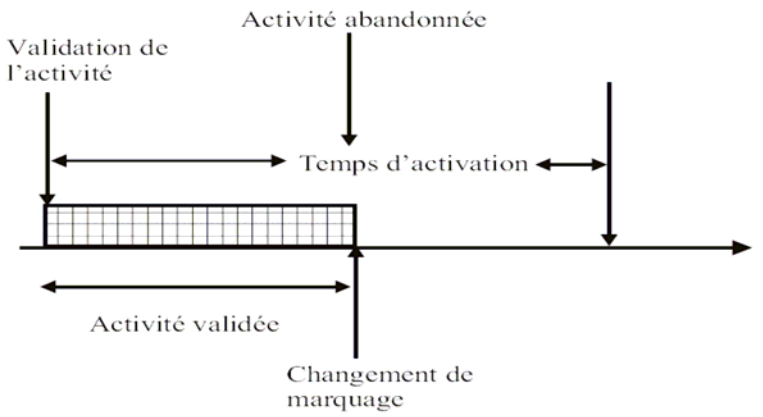 Activité abandonnée
Validation de
l'activité
Temps d'activation
Activité validée
Changement de
marquage